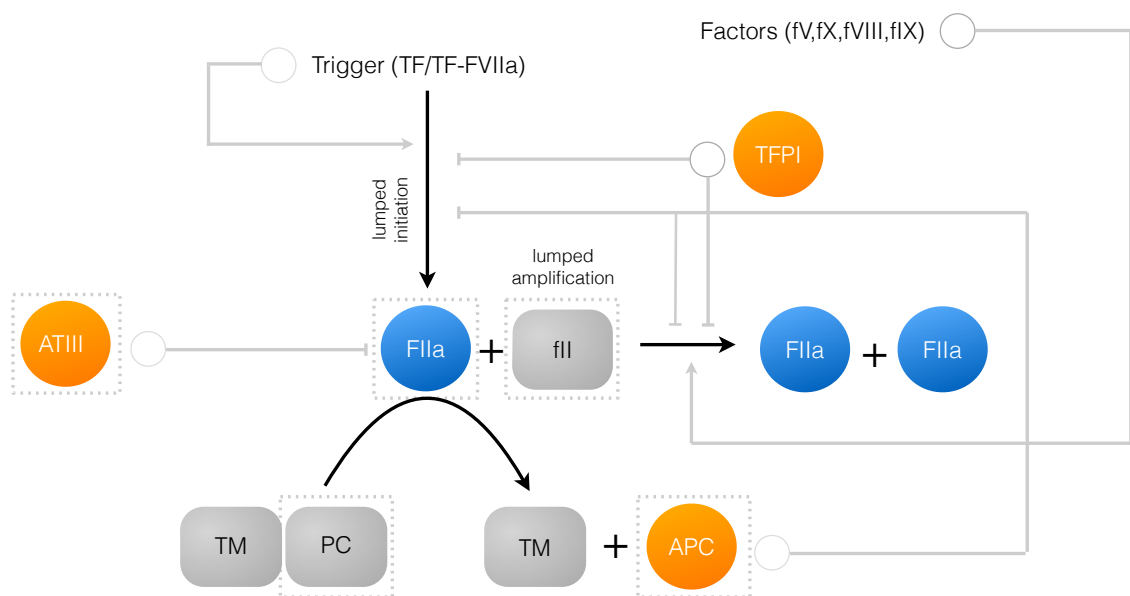 Factors (fV,fX,fVIII,fIX)
Trigger (TF/TF-FVIIa)
TFPI
lumped
initiation
lumped
amplification
ATIII
FIIa
+
fII
FIIa
+
FIIa
TM
PC
TM
+
APC